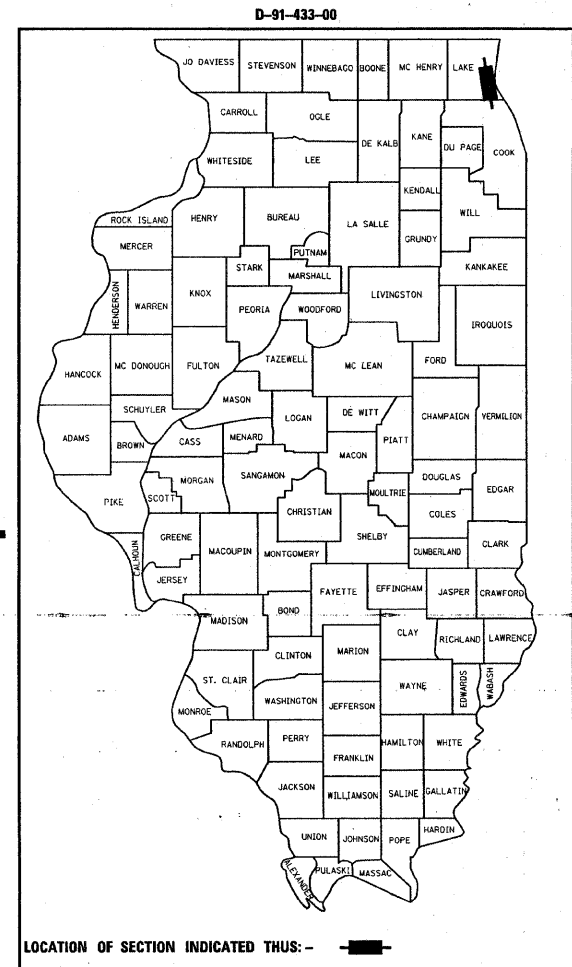 D-91-433-00
JO DAVIESS
STEVENSON
WINNEBAGO
BOONE
MC HENRY
LAKE
CARROLL
OGLE
DE KALB
KANE
DU PAGE
COOK
WHITESIDE
LEE
KENDALL
WILL
ROCK ISLAND
HENRY
BUREAU
LA SALLE
GRUNDY
MERCER
PUTNAM
KANKAKEE
STARK
MARSHALL
HENDERSON
WARREN
KNOX
PEORIA
WOODFORD
LIVINGSTON
IROQUOIS
HANCOCK
MC DONOUGH
FULTON
TAZEWELL
MC LEAN
FORD
MASON
SCHUYLER
LOGAN
DE WITT
CHAMPAIGN
VERMILION
ADAMS
BROWN
CASS
MENARD
MACON
PIATT
PIKE
SCOTT
MORGAN
SANGAMON
MOULTRIE
DOUGLAS
EDGAR
CHRISTIAN
COLES
CALHOUN
GREENE
MACOUPIN
MONTGOMERY
SHELBY
CUMBERLAND
CLARK
JERSEY
FAYETTE
EFFINGHAM
JASPER
CRAWFORD
MADISON
BOND
CLAY
RICHLAND
LAWRENCE
CLINTON
MARION
ST. CLAIR
WAYNE
EDWARDS
WABASH
MONROE
WASHINGTON
JEFFERSON
RANDOLPH
PERRY
HAMILTON
WHITE
FRANKLIN
JACKSON
WILLIAMSON
SALINE
GALLATIN
UNION
JOHNSON
POPE
HARDIN
ALEXANDER
PULASKI
MASSAC
LOCATION OF SECTION INDICATED THUS: -